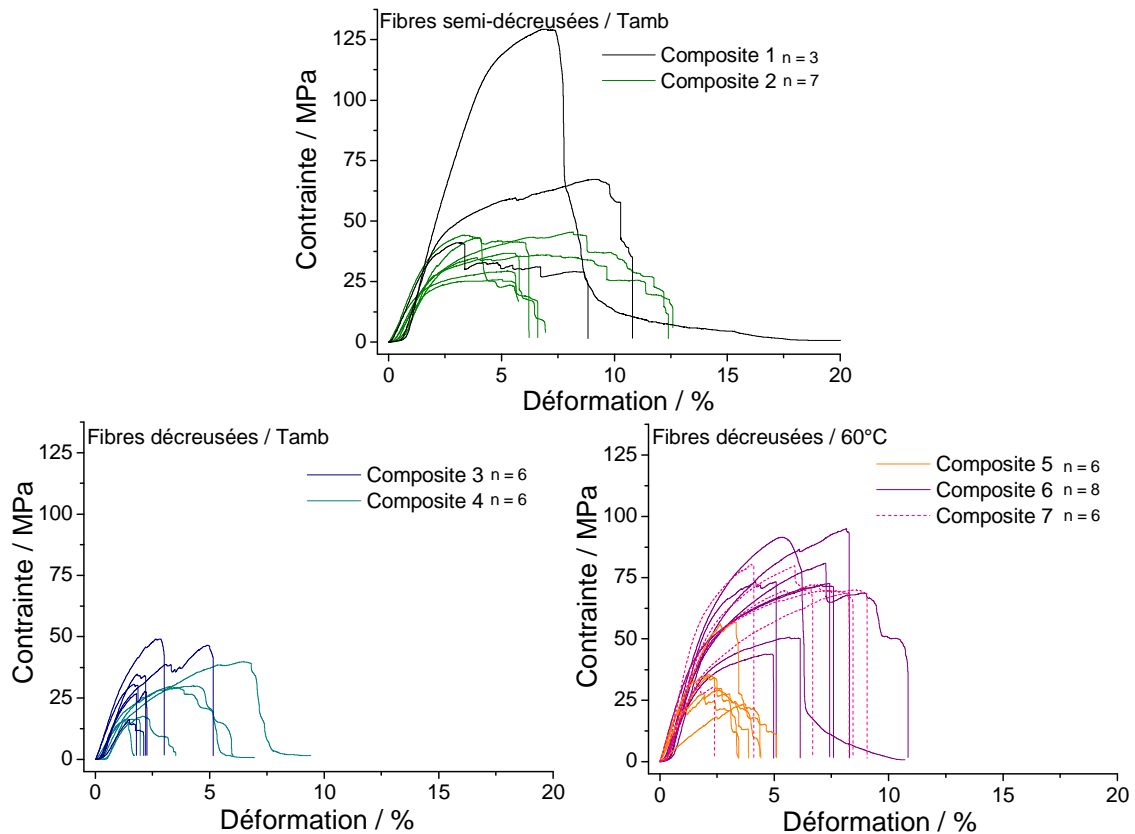 Fibres semi-décreusées / Tamb
Composite 1 n = 3
Composite 2 n = 7
Contrainte / MPa
125
100
75
50
25
0
0 5 10 15 20
Déformation / %
Fibres décreusées / Tamb
Composite 3 n = 6
Composite 4 n = 6
Contrainte / MPa
125
100
75
50
25
0
0 5 10 15 20
Déformation / %
Fibres décreusées / 60°C
Composite 5 n = 6
Composite 6 n = 8
Composite 7 n = 6
Contrainte / MPa
125
100
75
50
25
0
0 5 10 15 20
Déformation / %